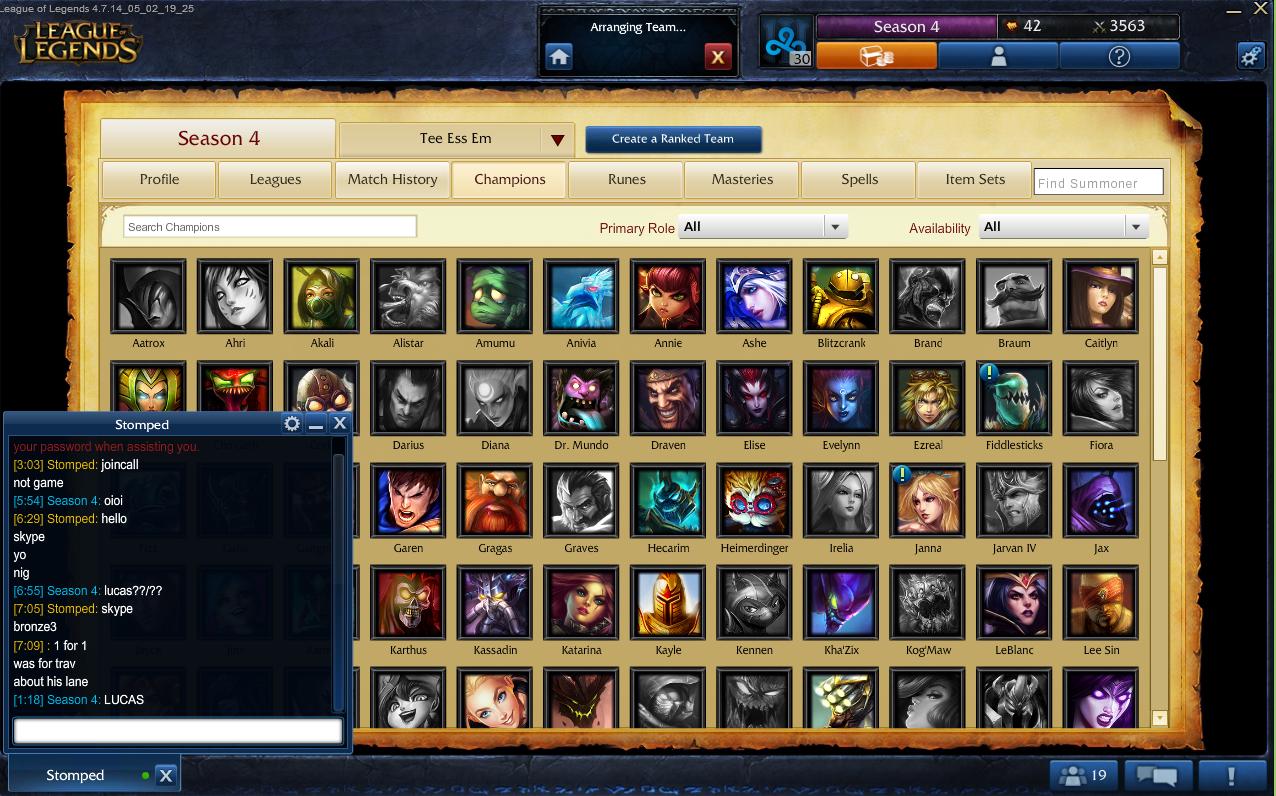 League of Legends 4.7.14_05_02_19_25
LEAGUE OF
LEGENDS
Arranging Team...
X
30
Season 4
42
3563
?
Season 4
Tee Ess Em
Create a Ranked Team
Profile
Leagues
Match History
Champions
Runes
Masteries
Spells
Item Sets
Find Summoner
Search Champions
Primary Role
All
Availability
All
Aatrox
Ahri
Akali
Alistar
Amumu
Anivia
Annie
Ashe
Blitzcrank
Brand
Braum
Caitlyn
Darius
Diana
Dr. Mundo
Draven
Elise
Evelynn
Ezreal
!
Fiddlesticks
Fiora
Garen
Gragas
Graves
Hecarim
Heimerdinger
Irelia
!
Janna
Jarvan IV
Jax
Karthus
Kassadin
Katarina
Kayle
Kennen
Kha'Zix
Kog'Maw
LeBlanc
Lee Sin
Stomped
X
your password when assisting you.
[3:03] Stomped: joincall
not game
[5:54] Season 4: oioi
[6:29] Stomped: hello
skype
yo
nig
[6:55] Season 4: lucas??/??
[7:05] Stomped: skype
bronze3
[7:09] : 1 for 1
was for trav
about his lane
[1:18] Season 4: LUCAS
Stomped
X
19
!